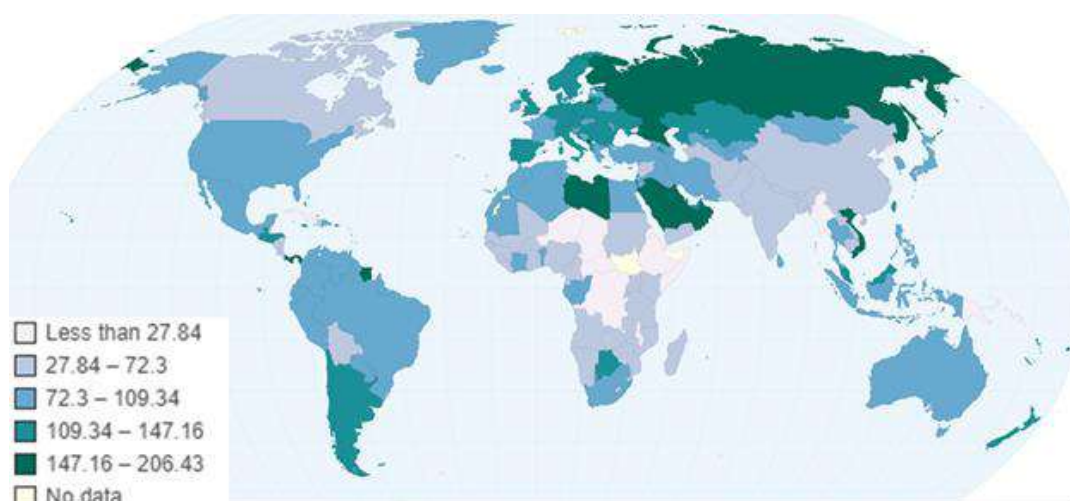 Less than 27.84
27.84 – 72.3
72.3 – 109.34
109.34 – 147.16
147.16 – 206.43
No data